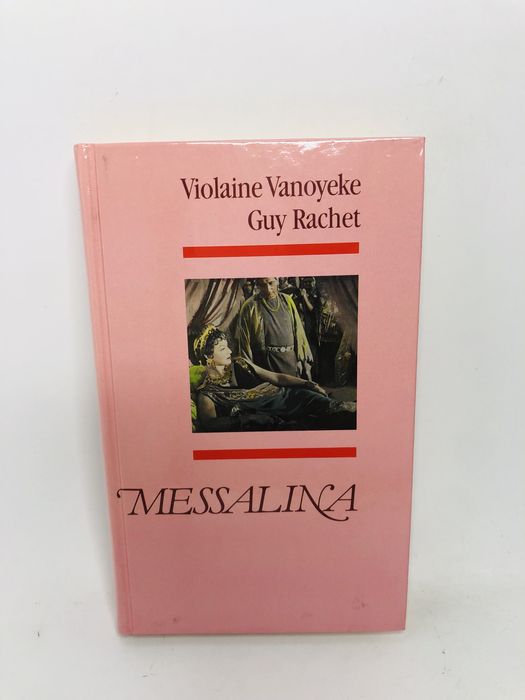 Violaine Vanoyeke
Guy Rachet
MESSALINA